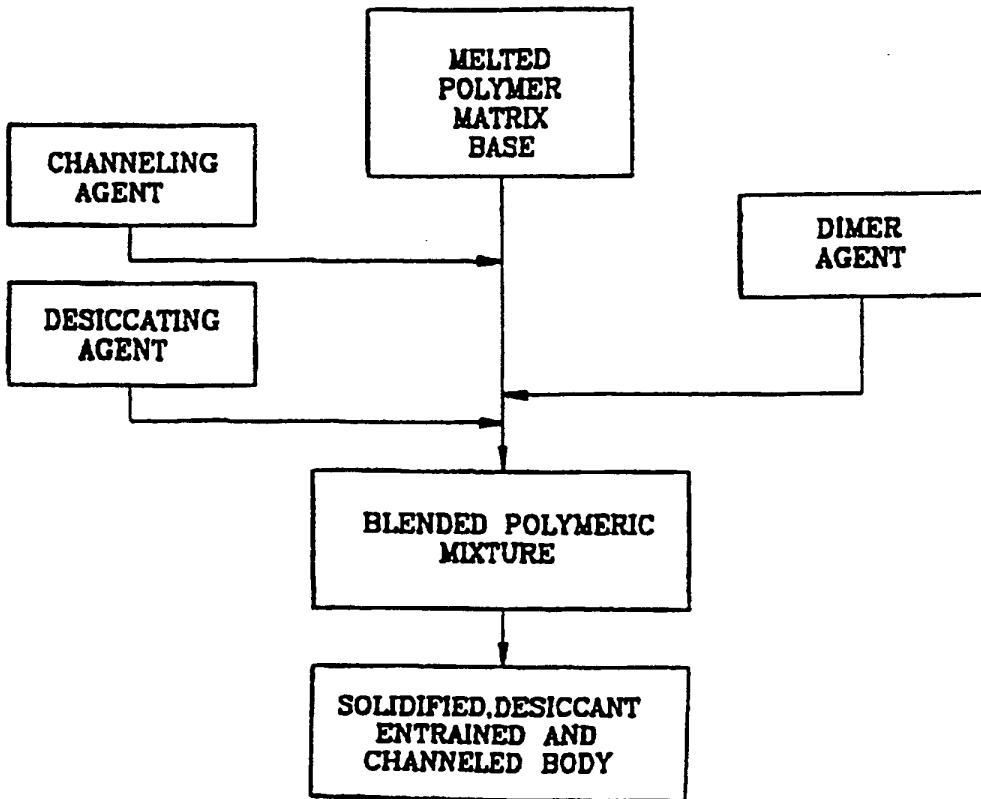 MELTED
POLYMER
MATRIX
BASE
CHANNELING
AGENT
DIMER
AGENT
DESICCATING
AGENT
BLENDED POLYMERIC
MIXTURE
SOLIDIFIED,DESICCANT
ENTRAINED AND
CHANNELED BODY